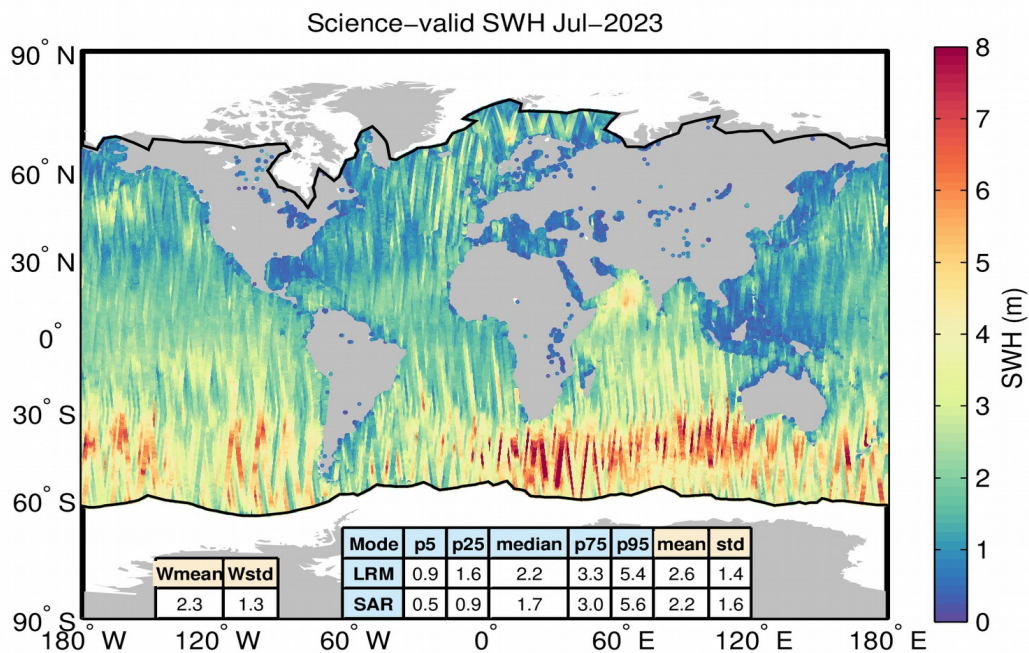 Science−valid SWH Jul−2023
90° N
60° N
30° N
0°
30° S
60° S
90° S
180° W 120° W 60° W 0° 60° E 120° E 180° E
Wmean Wstd
2.3 1.3
Mode p5 p25 median p75 p95 mean std
LRM 0.9 1.6 2.2 3.3 5.4 2.6 1.4
SAR 0.5 0.9 1.7 3.0 5.6 2.2 1.6
8
7
6
5
4
3
2
1
0
SWH (m)